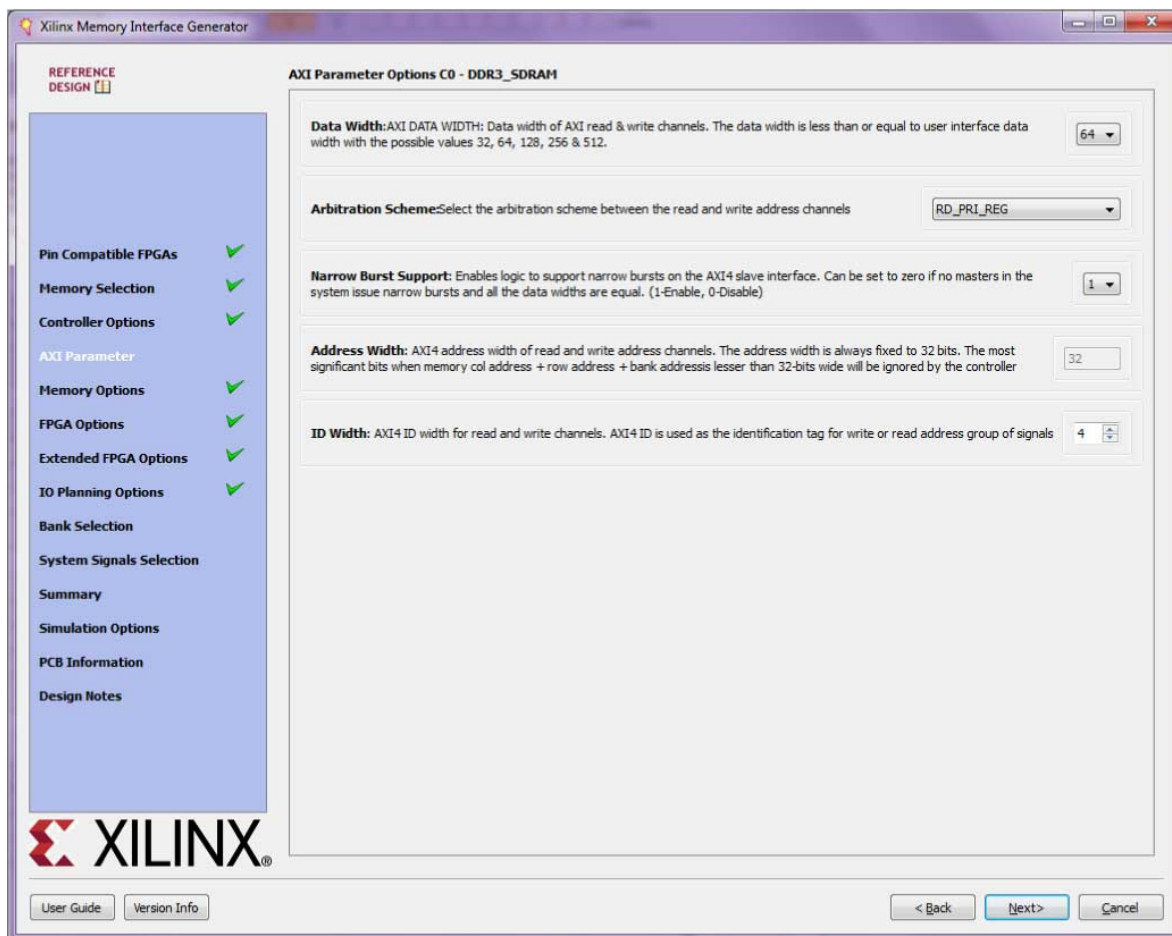 Xilinx Memory Interface Generator
REFERENCE
DESIGN
Pin Compatible FPGAs
Memory Selection
Controller Options
AXI Parameter
Memory Options
FPGA Options
Extended FPGA Options
IO Planning Options
Bank Selection
System Signals Selection
Summary
Simulation Options
PCB Information
Design Notes
XILINX®
AXI Parameter Options C0 - DDR3_SDRAM
Data Width:AXI DATA WIDTH: Data width of AXI read & write channels. The data width is less than or equal to user interface data
width with the possible values 32, 64, 128, 256 & 512.
64
Arbitration Scheme:Select the arbitration scheme between the read and write address channels
RD_PRI_REG
Narrow Burst Support: Enables logic to support narrow bursts on the AXI4 slave interface. Can be set to zero if no masters in the
system issue narrow bursts and all the data widths are equal. (1-Enable, 0-Disable)
1
Address Width: AXI4 address width of read and write address channels. The address width is always fixed to 32 bits. The most
significant bits when memory col address + row address + bank addressis lesser than 32-bits wide will be ignored by the controller
32
ID Width: AXI4 ID width for read and write channels. AXI4 ID is used as the identification tag for write or read address group of signals
4
User Guide
Version Info
< Back
Next>
Cancel